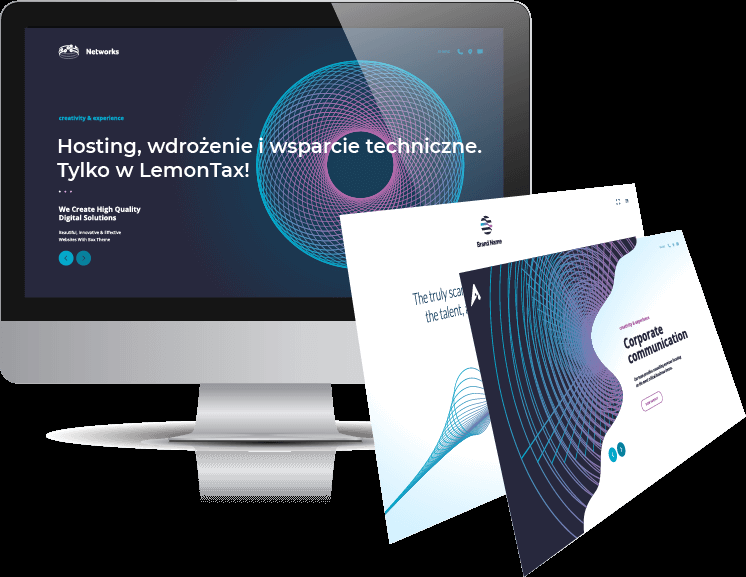 Networks
creativity & experience
Hosting, wdrożenie i wsparcie techniczne.
Tylko w LemonTax!
We Create High Quality
Digital Solutions
Beautiful, Innovative & Effective
Websites With Bax Theme
Brand Name
The truly scar
the talent,
creativity & experience
Corporate
communication